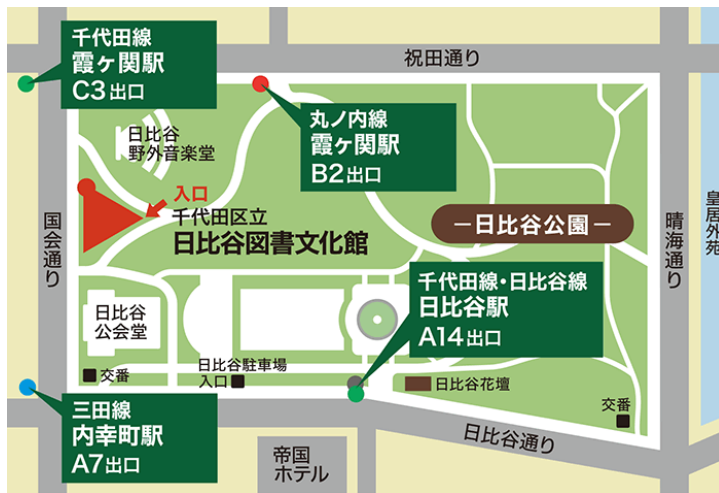 千代田線
霞ヶ関駅
C3出口
祝田通り
丸ノ内線
霞ヶ関駅
B2出口
日比谷
野外音楽堂
入口
千代田区立
日比谷図書文化館
ー日比谷公園ー
国会通り
晴海通り
皇居外苑
千代田線・日比谷線
日比谷駅
A14出口
日比谷
公会堂
交番
日比谷駐車場
入口
日比谷花壇
交番
三田線
内幸町駅
A7出口
帝国
ホテル
日比谷通り